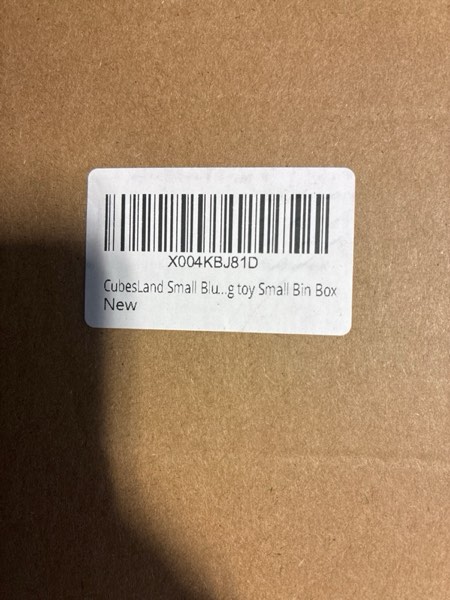 X004KBJ81D
CubesLand Small Blu...g toy Small Bin Box
New